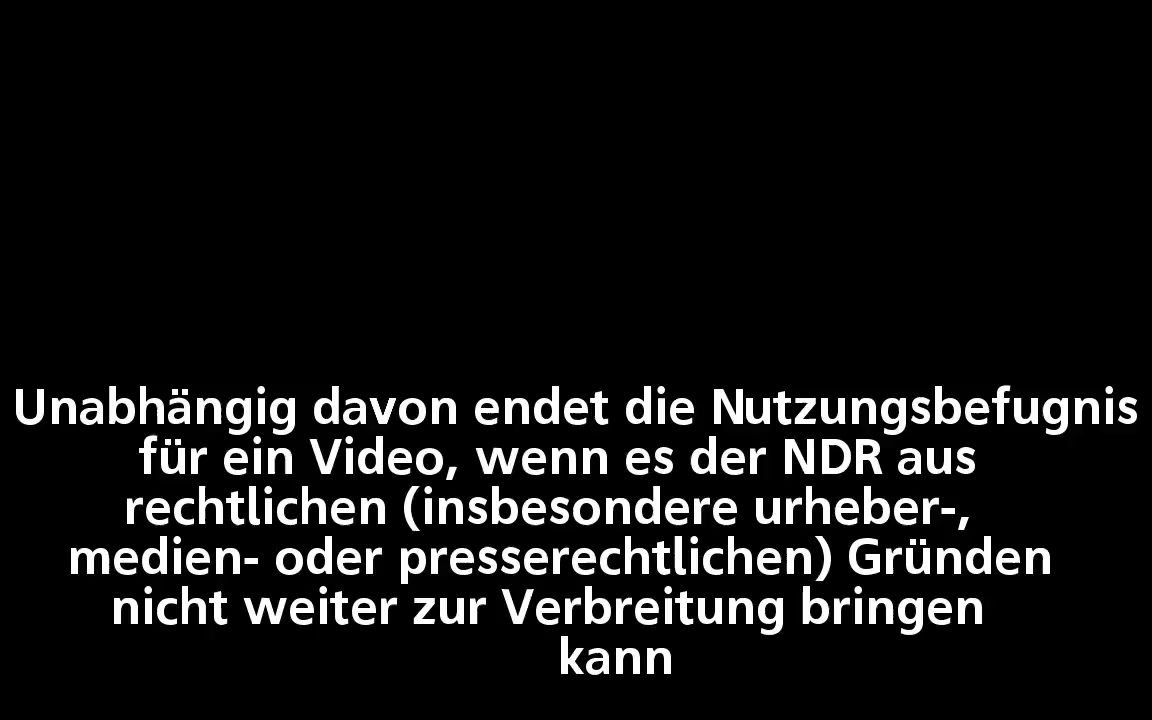 Unabhängig davon endet die Nutzungsbefugnis
für ein Video, wenn es der NDR aus
rechtlichen (insbesondere urheber-,
medien- oder presserechtlichen) Gründen
nicht weiter zur Verbreitung bringen
kann